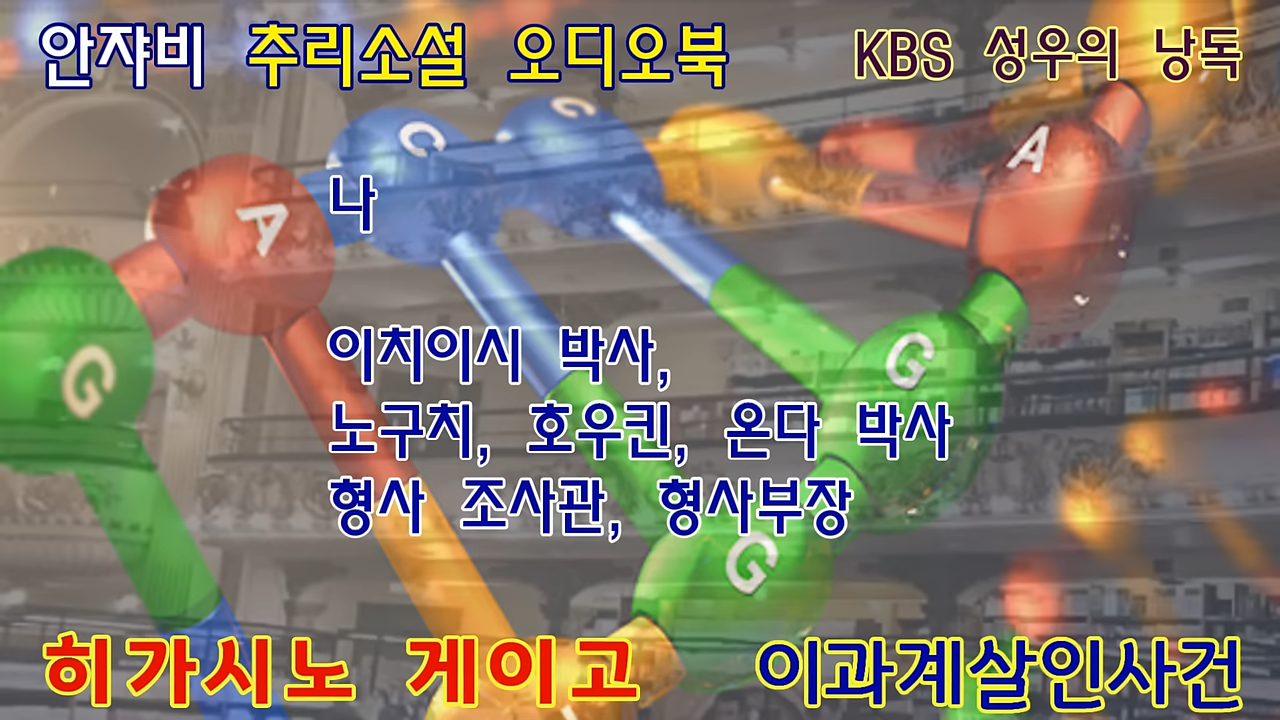 안쟈비 추리소설 오디오북 KBS 성우의 낭독
C C
A A
나
G G
이치이시 박사,
노구치, 호우킨, 온다 박사
형사 조사관, 형사부장
G
히가시노 게이고 이과계살인사건